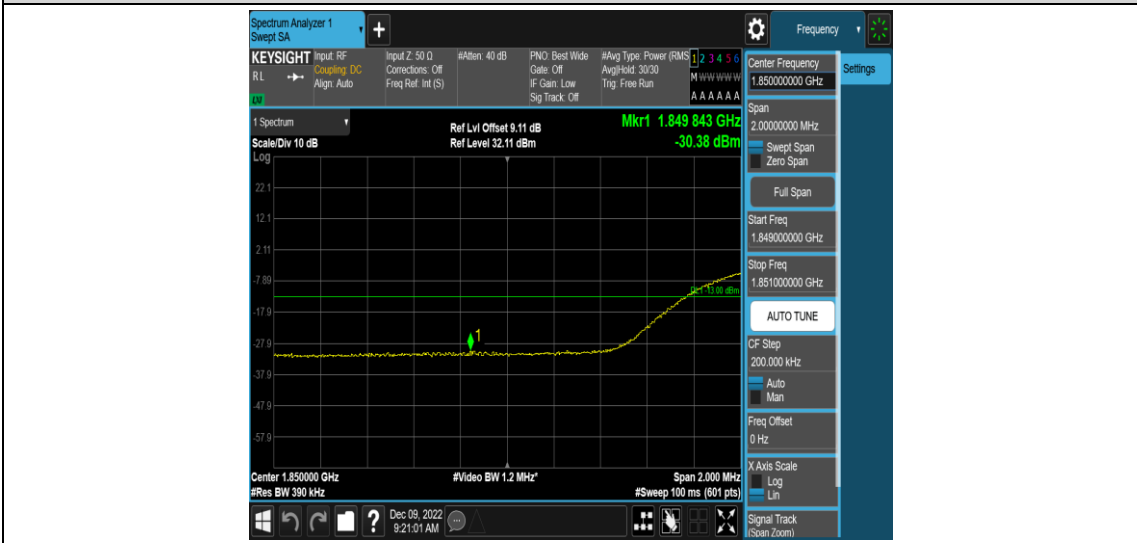 Spectrum Analyzer 1
Swept SA
Frequency
KEYSIGHT
RL
Input: RF
Coupling: DC
Align: Auto
Input Z: 50 Ω
Corrections: Off
Freq Ref: Int (S)
#Atten: 40 dB
PNO: Best Wide
Gate: Off
IF Gain: Low
Sig Track: Off
#Avg Type: Power (RMS
Avg|Hold: 30/30
Trig: Free Run
1 2 3 4 5 6
M W W W W W
A A A A A A
1 Spectrum
Scale/Div 10 dB
Log
Ref Lvl Offset 9.11 dB
Ref Level 32.11 dBm
Mkr1 1.849 843 GHz
-30.38 dBm
22.1
12.1
2.11
-7.89
-17.9
-27.9
-37.9
-47.9
-57.9
DL1 -13.00 dBm
1
Center 1.850000 GHz
#Res BW 390 kHz
#Video BW 1.2 MHz*
Span 2.000 MHz
#Sweep 100 ms (601 pts)
Dec 09, 2022
9:21:01 AM
Center Frequency
1.850000000 GHz
Settings
Span
2.00000000 MHz
Swept Span
Zero Span
Full Span
Start Freq
1.849000000 GHz
Stop Freq
1.851000000 GHz
AUTO TUNE
CF Step
200.000 kHz
Auto
Man
Freq Offset
0 Hz
X Axis Scale
Log
Lin
Signal Track
(Span Zoom)